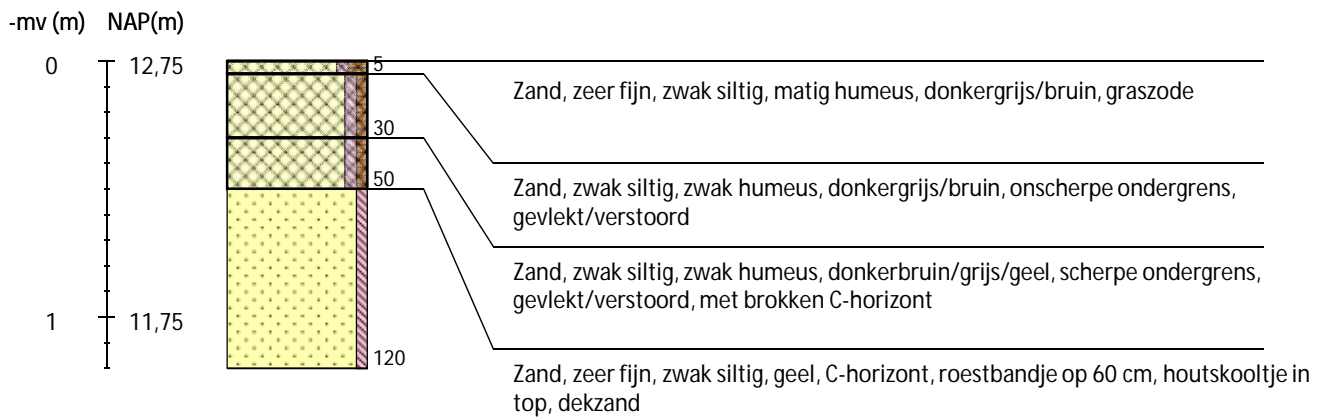 -mv (m) NAP(m)
0 12,75
5
Zand, zeer fijn, zwak siltig, matig humeus, donkergrijs/bruin, graszode
30
50
Zand, zwak siltig, zwak humeus, donkergrijs/bruin, onscherpe ondergrens,
gevlekt/verstoord
Zand, zwak siltig, zwak humeus, donkerbruin/grijs/geel, scherpe ondergrens,
gevlekt/verstoord, met brokken C-horizont
1 11,75
120
Zand, zeer fijn, zwak siltig, geel, C-horizont, roestbandje op 60 cm, houtskooltje in
top, dekzand